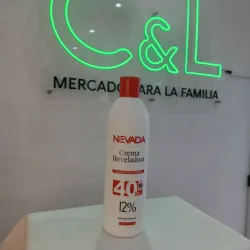 C&L
MERCADO PARA LA FAMILIA
NEVADA
Crema
Reveladora
40
12%